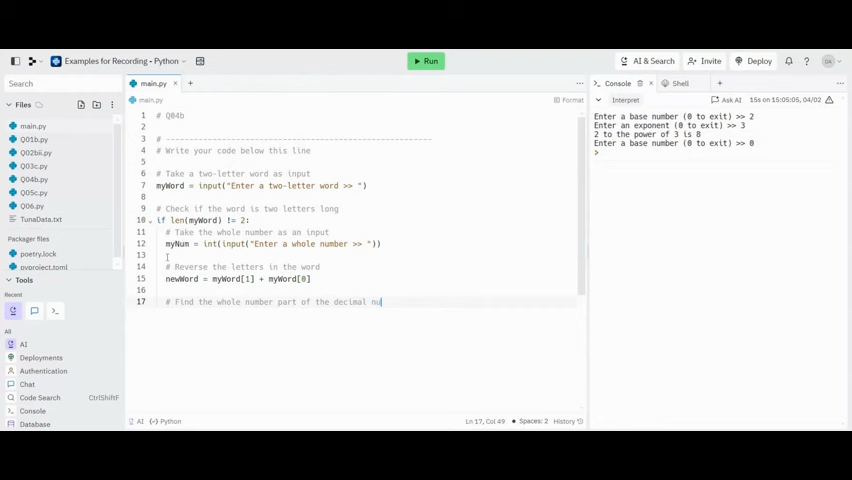 Examples for Recording - Python
Run
AI & Search
Invite
Deploy
DA
Search
Files
main.py
Q01b.py
Q02bii.py
Q03c.py
Q04b.py
Q05c.py
Q06.py
TunaData.txt
Packager files
poetry.lock
pyproject.toml
Tools
Recent
All
AI
Deployments
Authentication
Chat
Code Search CtrlShiftF
Console
Database
main.py
main.py
Format
1 # Q04b
2
3 # ---------------------------------------------------------
4 # Write your code below this line
5
6 # Take a two-letter word as input
7 myWord = input("Enter a two-letter word >> ")
8
9 # Check if the word is two letters long
10 if len(myWord) != 2:
11 # Take the whole number as an input
12 myNum = int(input("Enter a whole number >> "))
13
14 # Reverse the letters in the word
15 newWord = myWord[1] + myWord[0]
16
17 # Find the whole number part of the decimal nu
AI Python
Ln 17, Col 49 Spaces: 2 History
Console
Shell
Interpret
Ask AI
15s on 15:05:05, 04/02
Enter a base number (0 to exit) >> 2
Enter an exponent (0 to exit) >> 3
2 to the power of 3 is 8
Enter a base number (0 to exit) >> 0
>